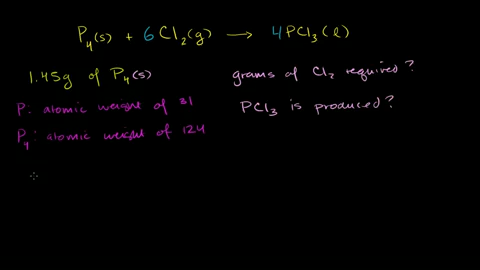 P₄(s) + 6Cl₂(g) ⟶ 4PCl₃(l)
1.45g of P₄(s)
grams of Cl₂ required?
P: atomic weight of 31
PCl₃ is produced?
P₄: atomic weight of 124